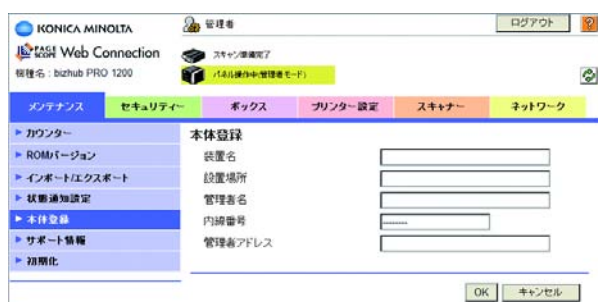 KONICA MINOLTA
管理者
ログアウト
?
PAGE SCOPE Web Connection
スキャン準備完了
機種名 : bizhub PRO 1200
パネル操作中(管理者モード)
メンテナンス
セキュリティー
ボックス
プリンター設定
スキャナー
ネットワーク
カウンター
ROMバージョン
インポート/エクスポート
状態通知設定
本体登録
サポート情報
初期化
本体登録
装置名
設置場所
管理者名
内線番号
--------
管理者アドレス
OK
キャンセル